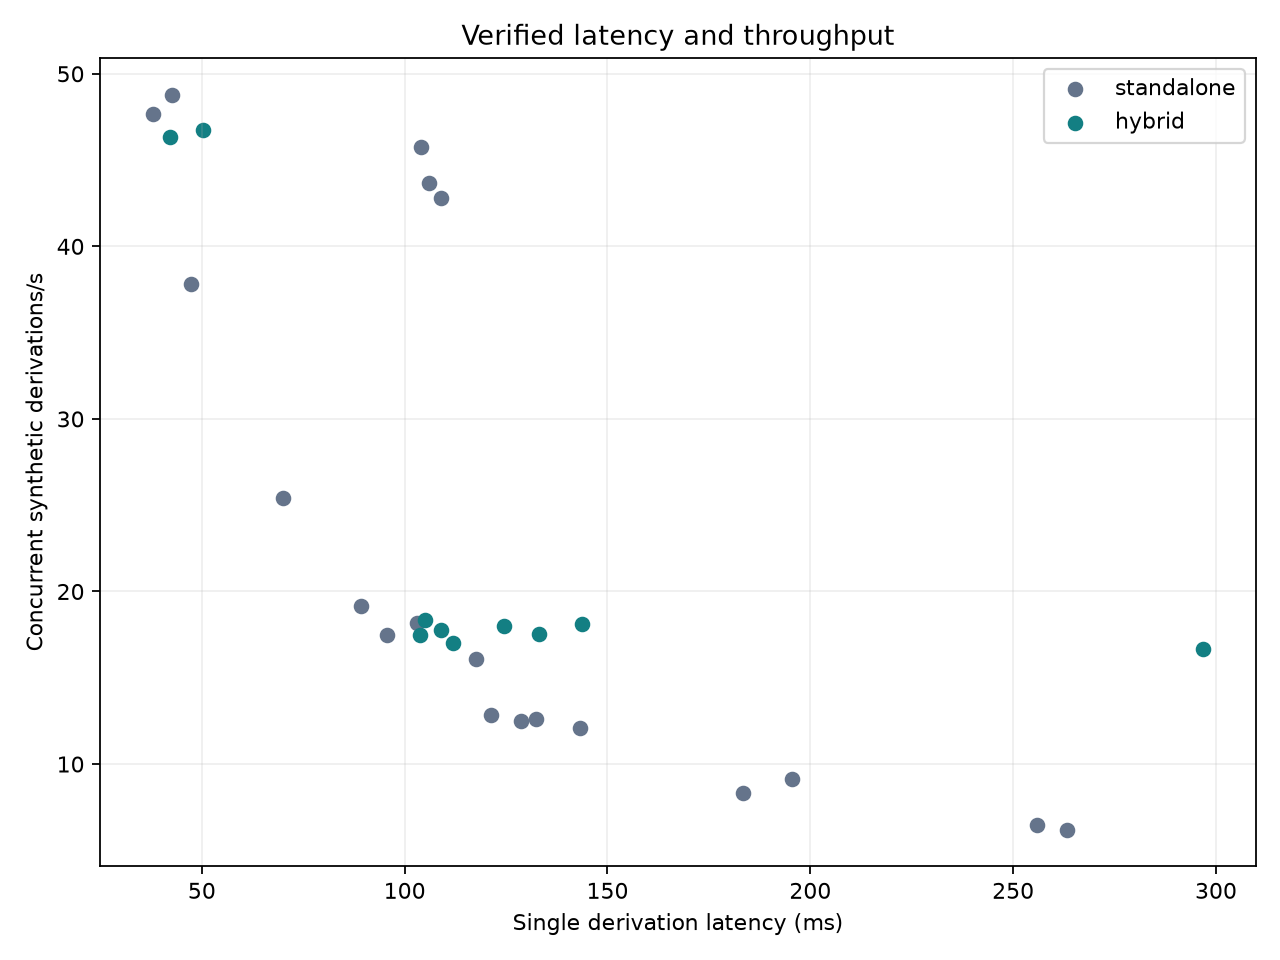 Verified latency and throughput
standalone
hybrid
50
40
30
20
10
Concurrent synthetic derivations/s
50 100 150 200 250 300
Single derivation latency (ms)